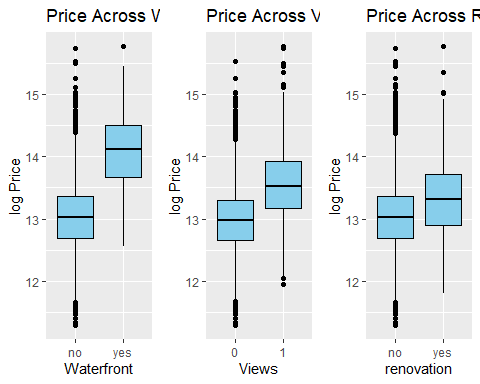 Price Across W
Price Across V
Price Across R
log Price
15
14
13
12
no
yes
Waterfront
log Price
15
14
13
12
0
1
Views
log Price
15
14
13
12
no
yes
renovation